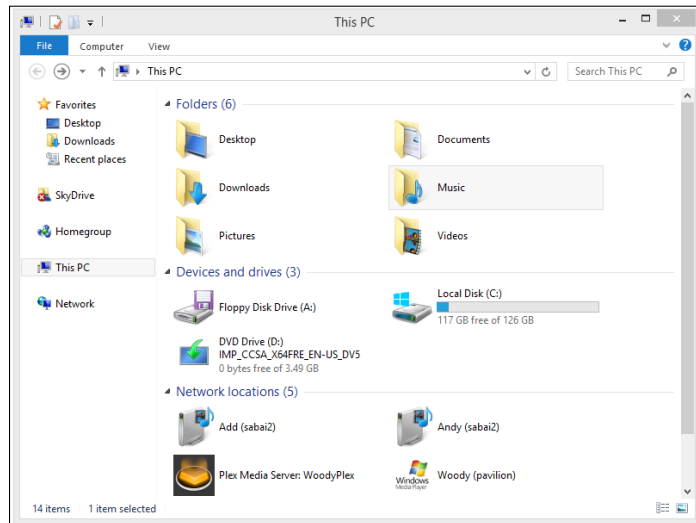 This PC
File Computer View
This PC
Search This PC
Favorites
Desktop
Downloads
Recent places
SkyDrive
Homegroup
This PC
Network
Folders (6)
Desktop
Documents
Downloads
Music
Pictures
Videos
Devices and drives (3)
Floppy Disk Drive (A:)
Local Disk (C:)
117 GB free of 126 GB
DVD Drive (D:)
IMP_CCSA_X64FRE_EN-US_DV5
0 bytes free of 3.49 GB
Network locations (5)
Add (sabai2)
Andy (sabai2)
Plex Media Server: WoodyPlex
Windows
Media Player
Woody (pavilion)
14 items 1 item selected